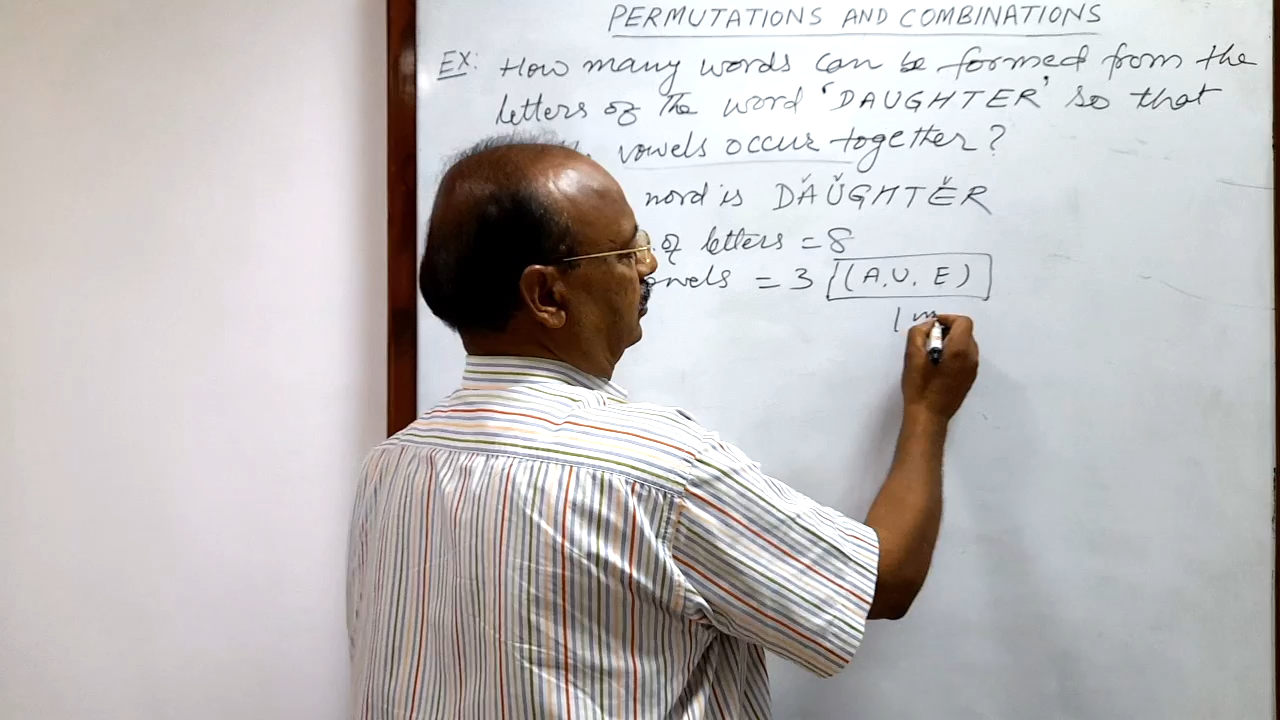 PERMUTATIONS AND COMBINATIONS
EX: How many words can be formed from the
letters of the word 'DAUGHTER' so that
vowels occur together?
word is DAUGHTER
of letters = 8
vowels = 3 (A, U, E)
1